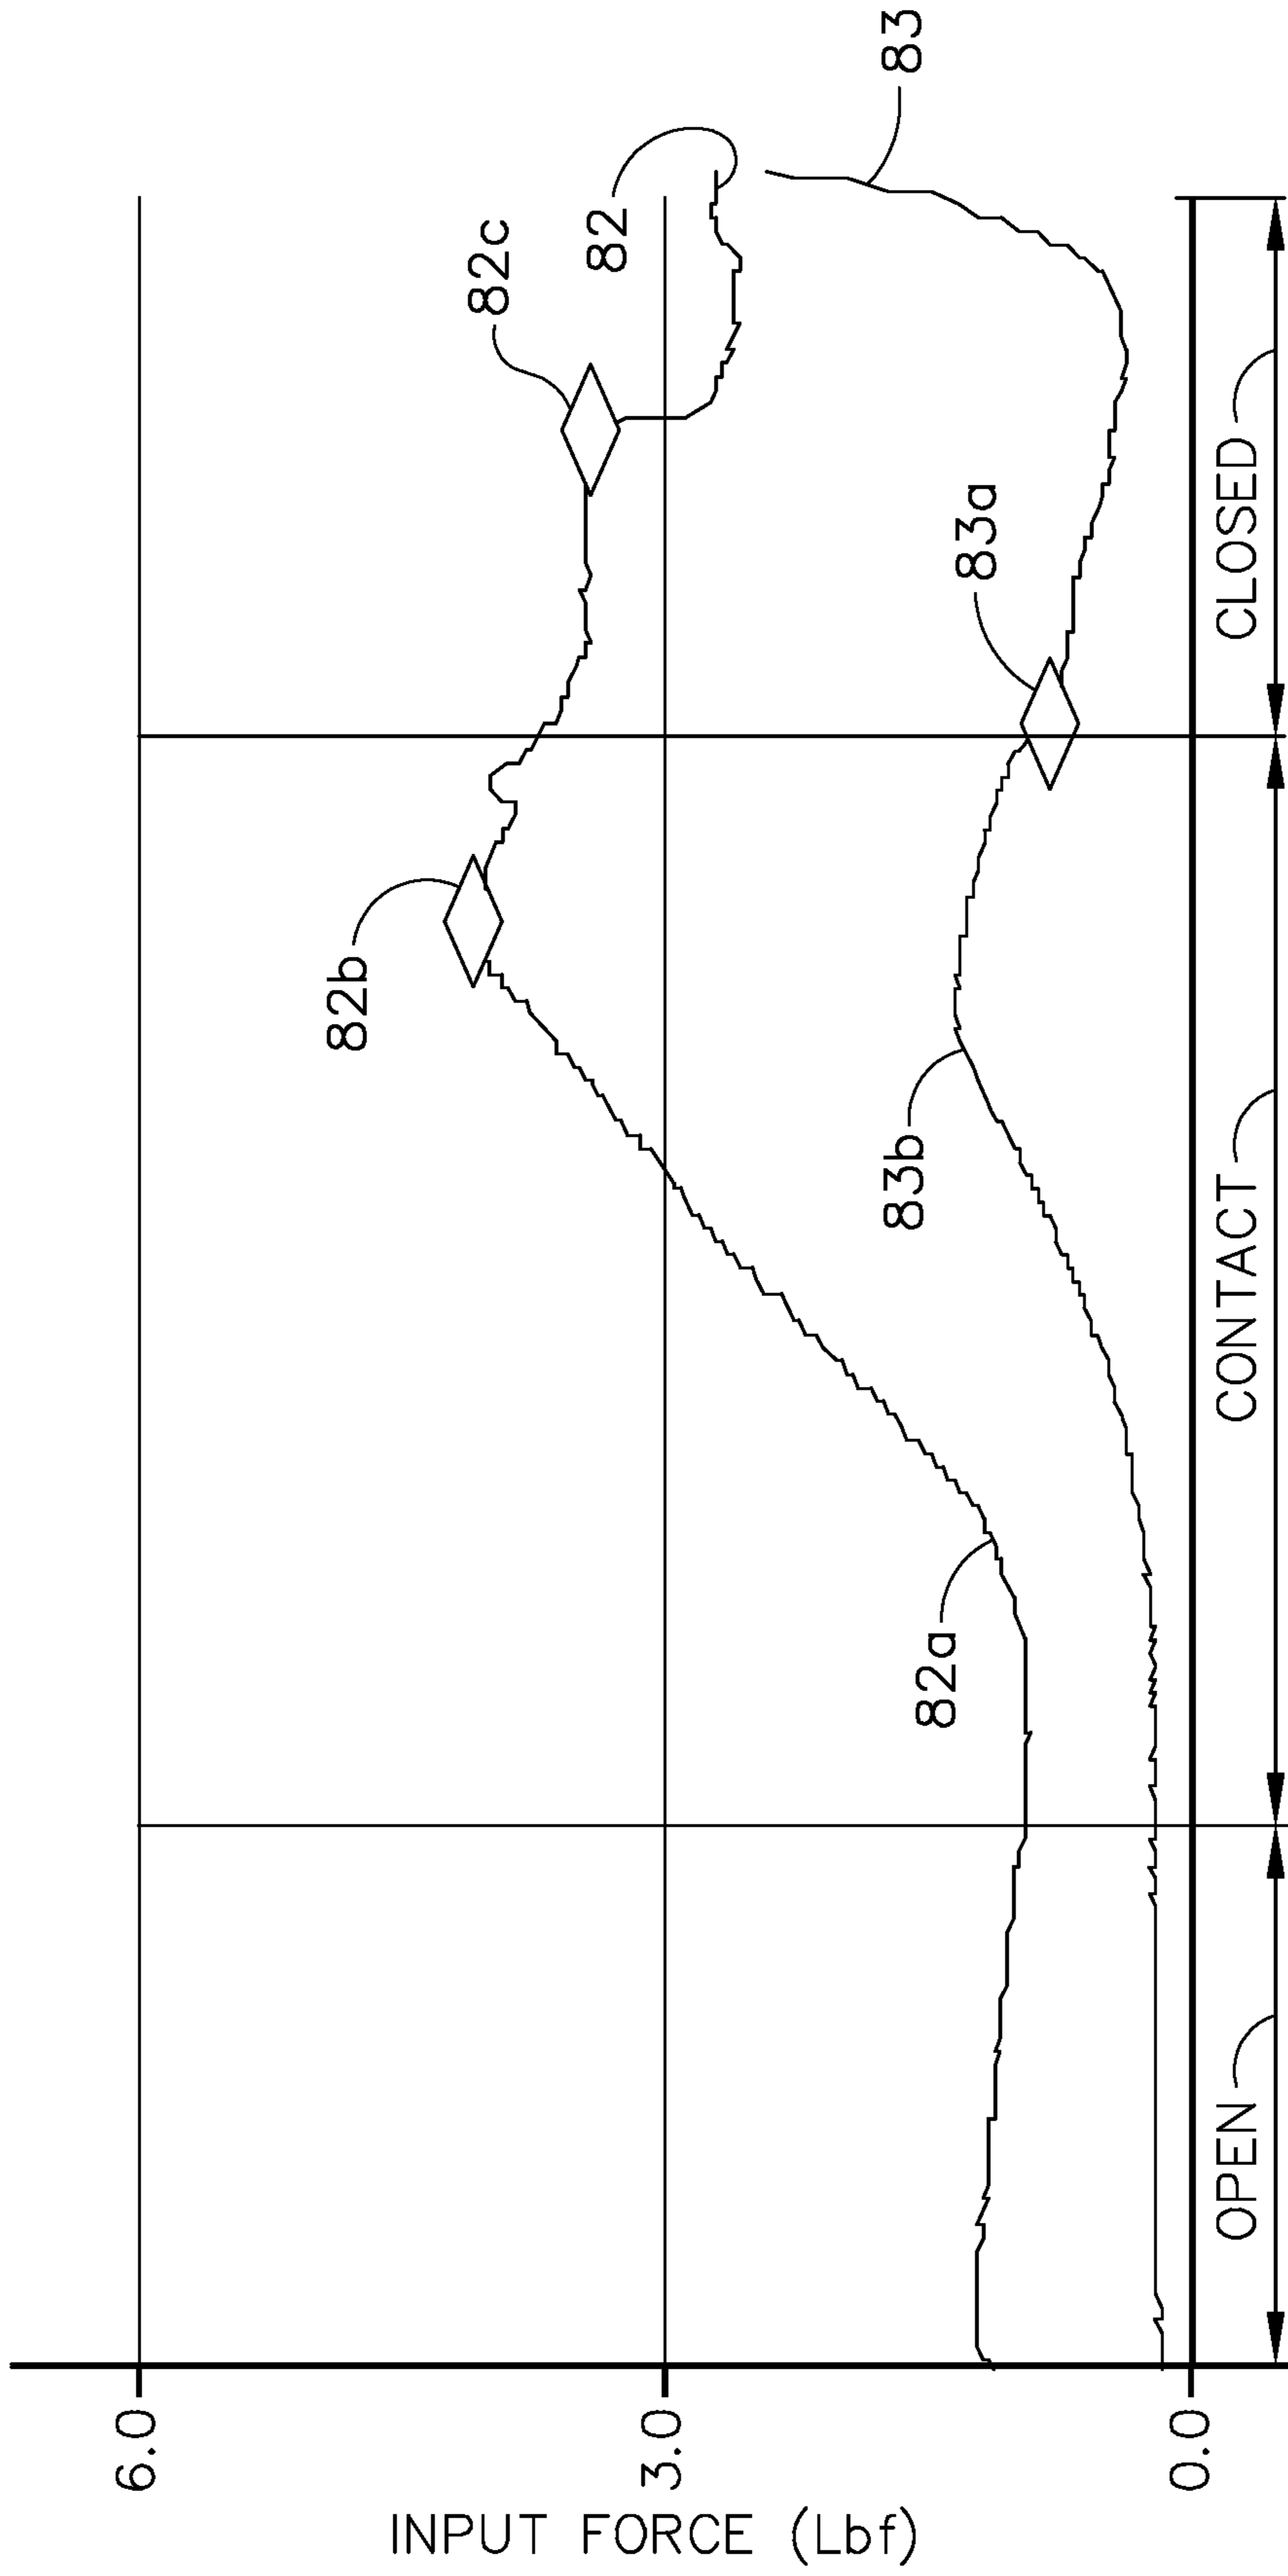 INPUT FORCE (Lbf)
6.0
3.0
0.0
82b
82c
82
83
82a
83b
83a
OPEN
CONTACT
CLOSED